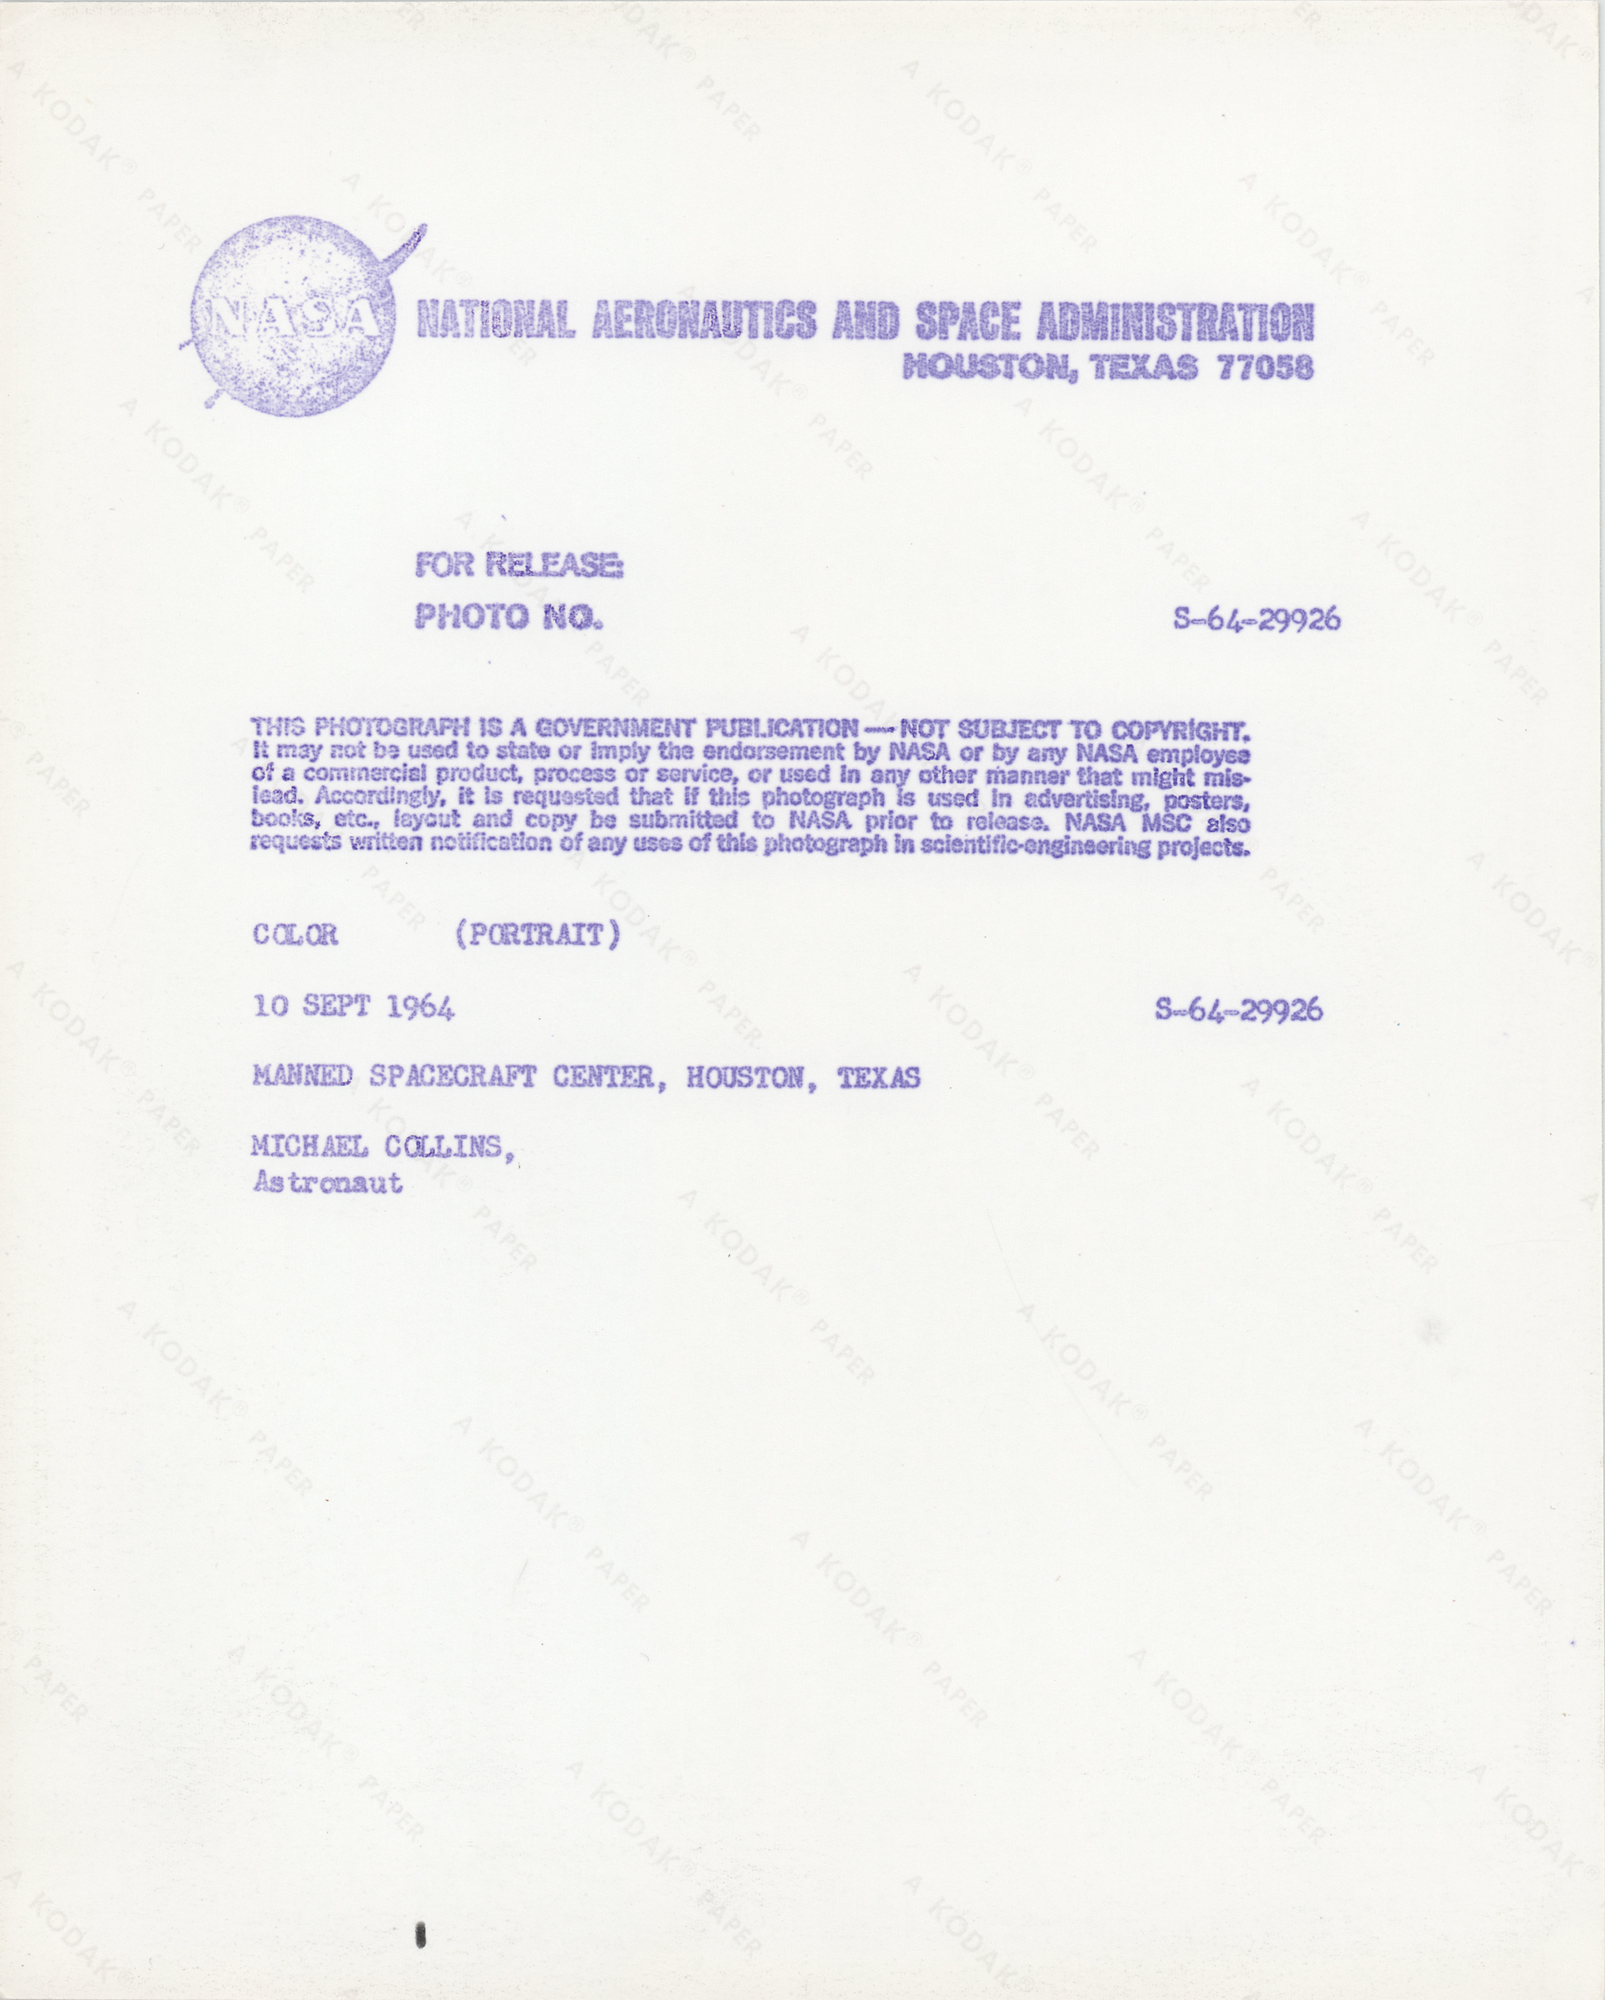 NASA
NATIONAL AERONAUTICS AND SPACE ADMINISTRATION
HOUSTON, TEXAS 77058
FOR RELEASE:
PHOTO NO. S-64-29926
THIS PHOTOGRAPH IS A GOVERNMENT PUBLICATION — NOT SUBJECT TO COPYRIGHT.
It may not be used to state or imply the endorsement by NASA or by any NASA employee
of a commercial product, process or service, or used in any other manner that might mis-
lead. Accordingly, it is requested that if this photograph is used in advertising, posters,
books, etc., layout and copy be submitted to NASA prior to release. NASA MSC also
requests written notification of any uses of this photograph in scientific-engineering projects.
COLOR (PORTRAIT)
10 SEPT 1964 S-64-29926
MANNED SPACECRAFT CENTER, HOUSTON, TEXAS
MICHAEL COLLINS,
Astronaut
A KODAK® PAPER